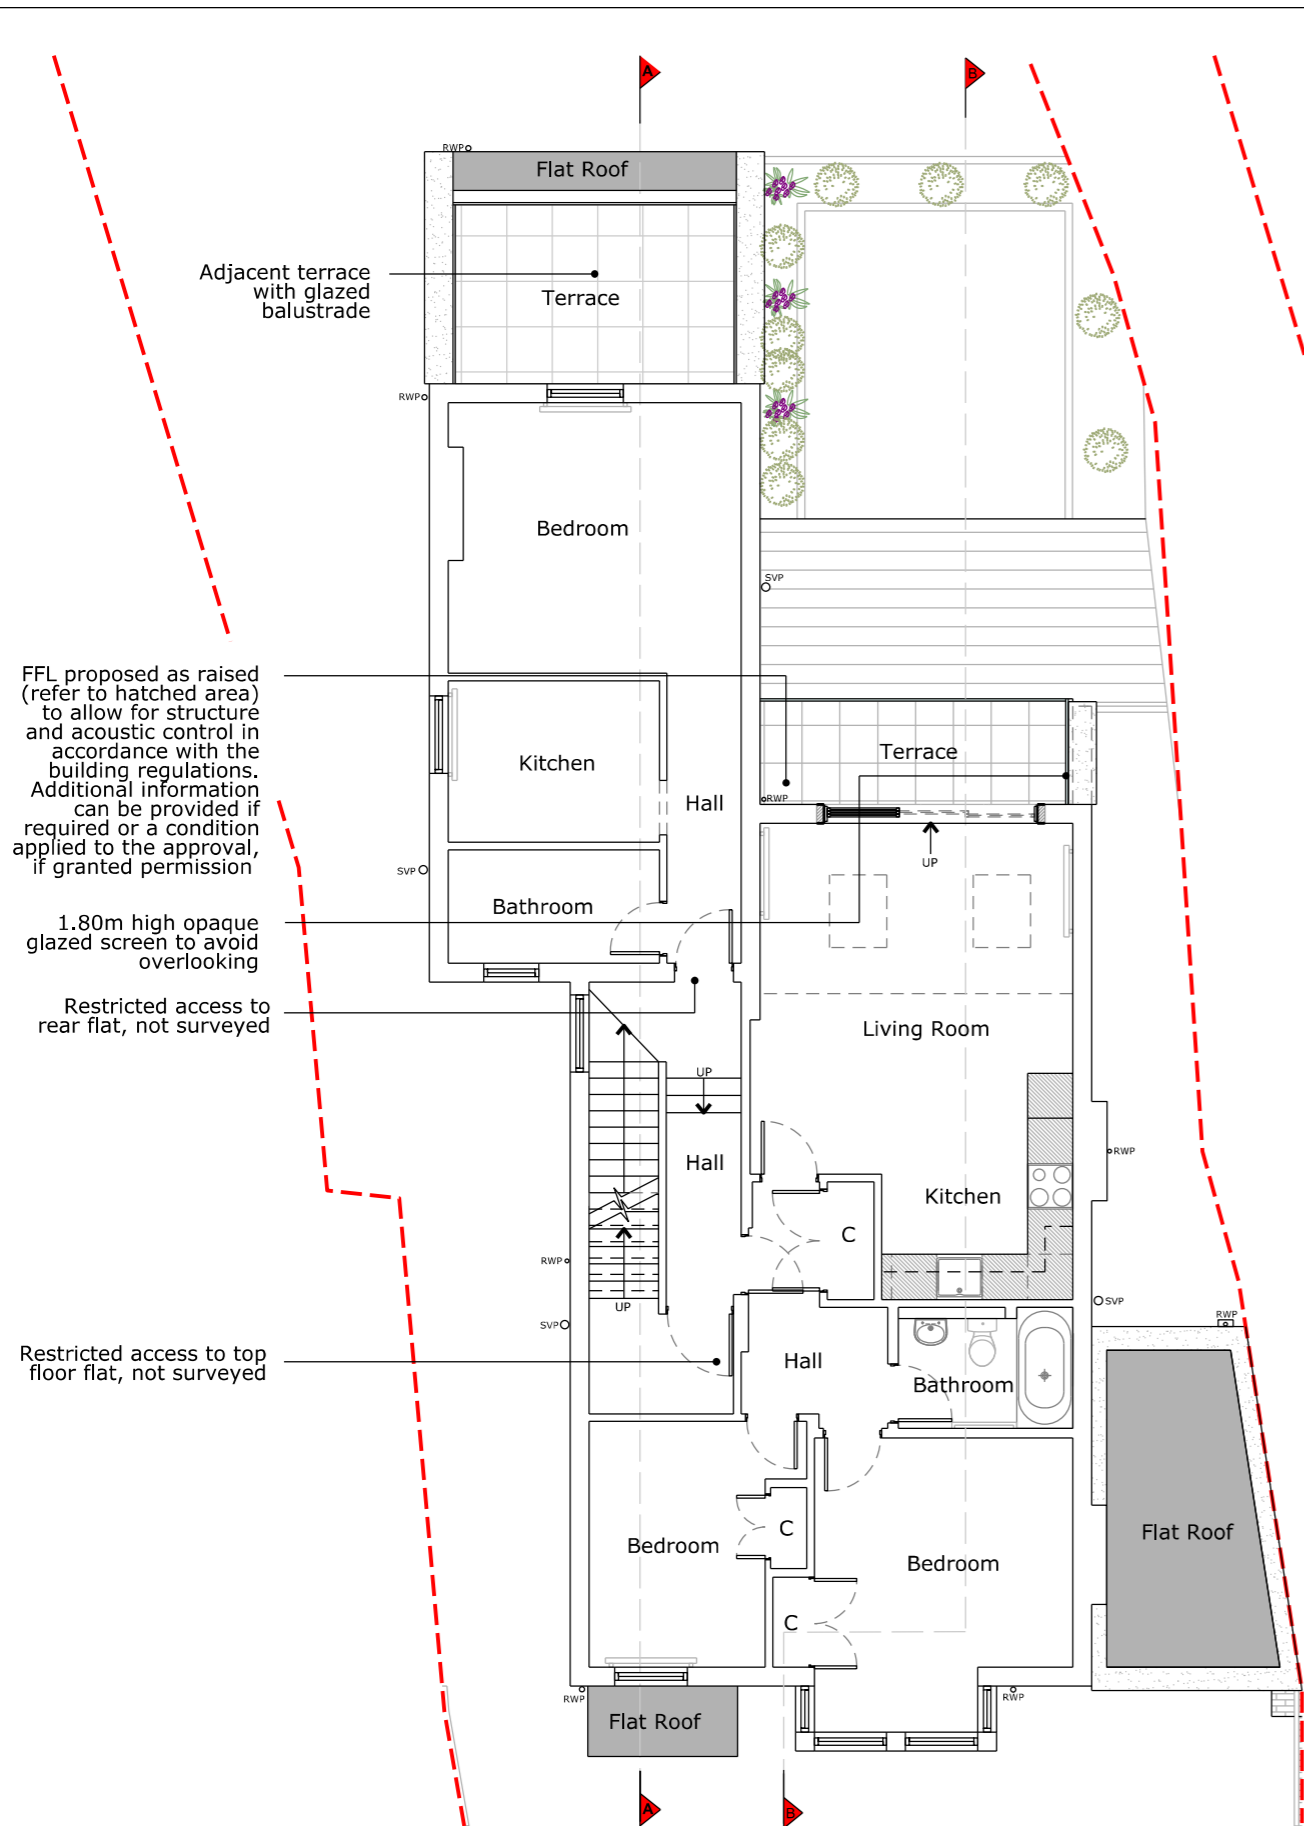 A
B
RWP
Flat Roof
Adjacent terrace
with glazed
balustrade
Terrace
RWP
Bedroom
SVP
FFL proposed as raised
(refer to hatched area)
to allow for structure
and acoustic control in
accordance with the
building regulations.
Additional information
can be provided if
required or a condition
applied to the approval,
if granted permission
Terrace
Kitchen
Hall
RWP
UP
SVP
Bathroom
1.80m high opaque
glazed screen to avoid
overlooking
Restricted access to
rear flat, not surveyed
Living Room
UP
Hall
RWP
Kitchen
C
RWP
UP
SVP
SVP
RWP
Restricted access to top
floor flat, not surveyed
Hall
Bathroom
C
Bedroom
Flat Roof
Bedroom
C
RWP
RWP
Flat Roof
A
B